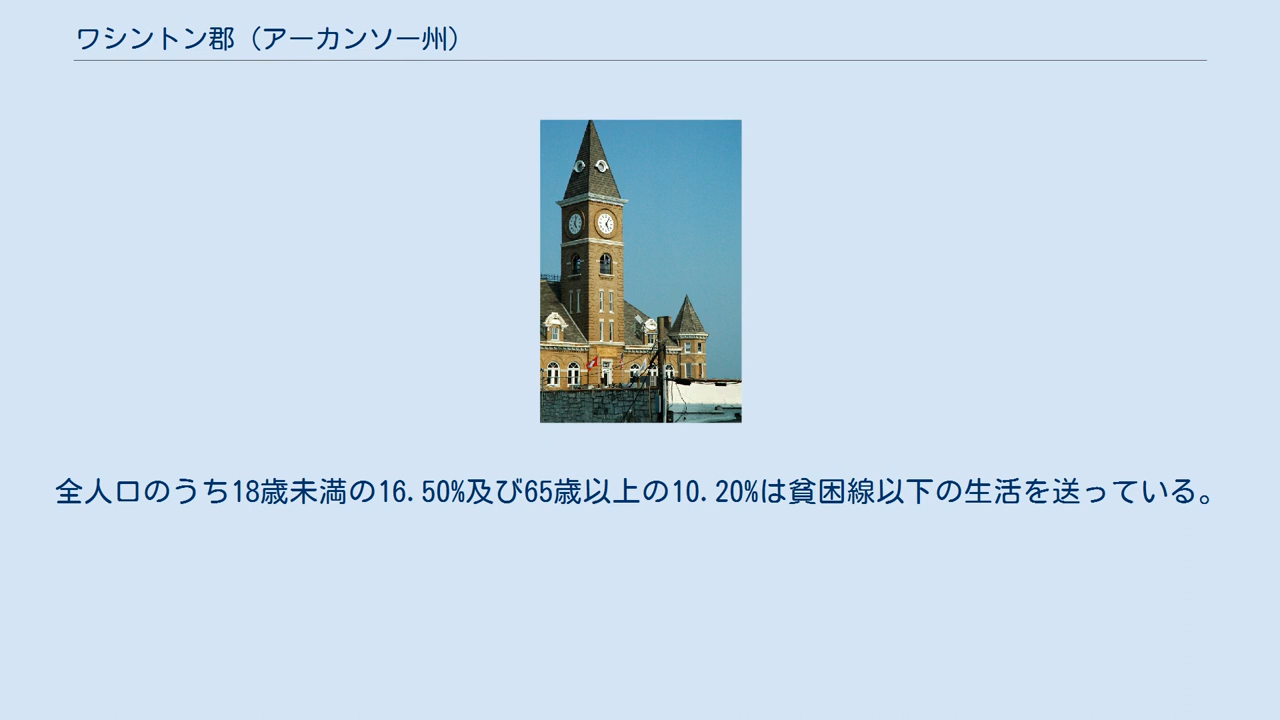 ワシントン郡（アーカンソー州）
全人口のうち18歳未満の16.50%及び65歳以上の10.20%は貧困線以下の生活を送っている。